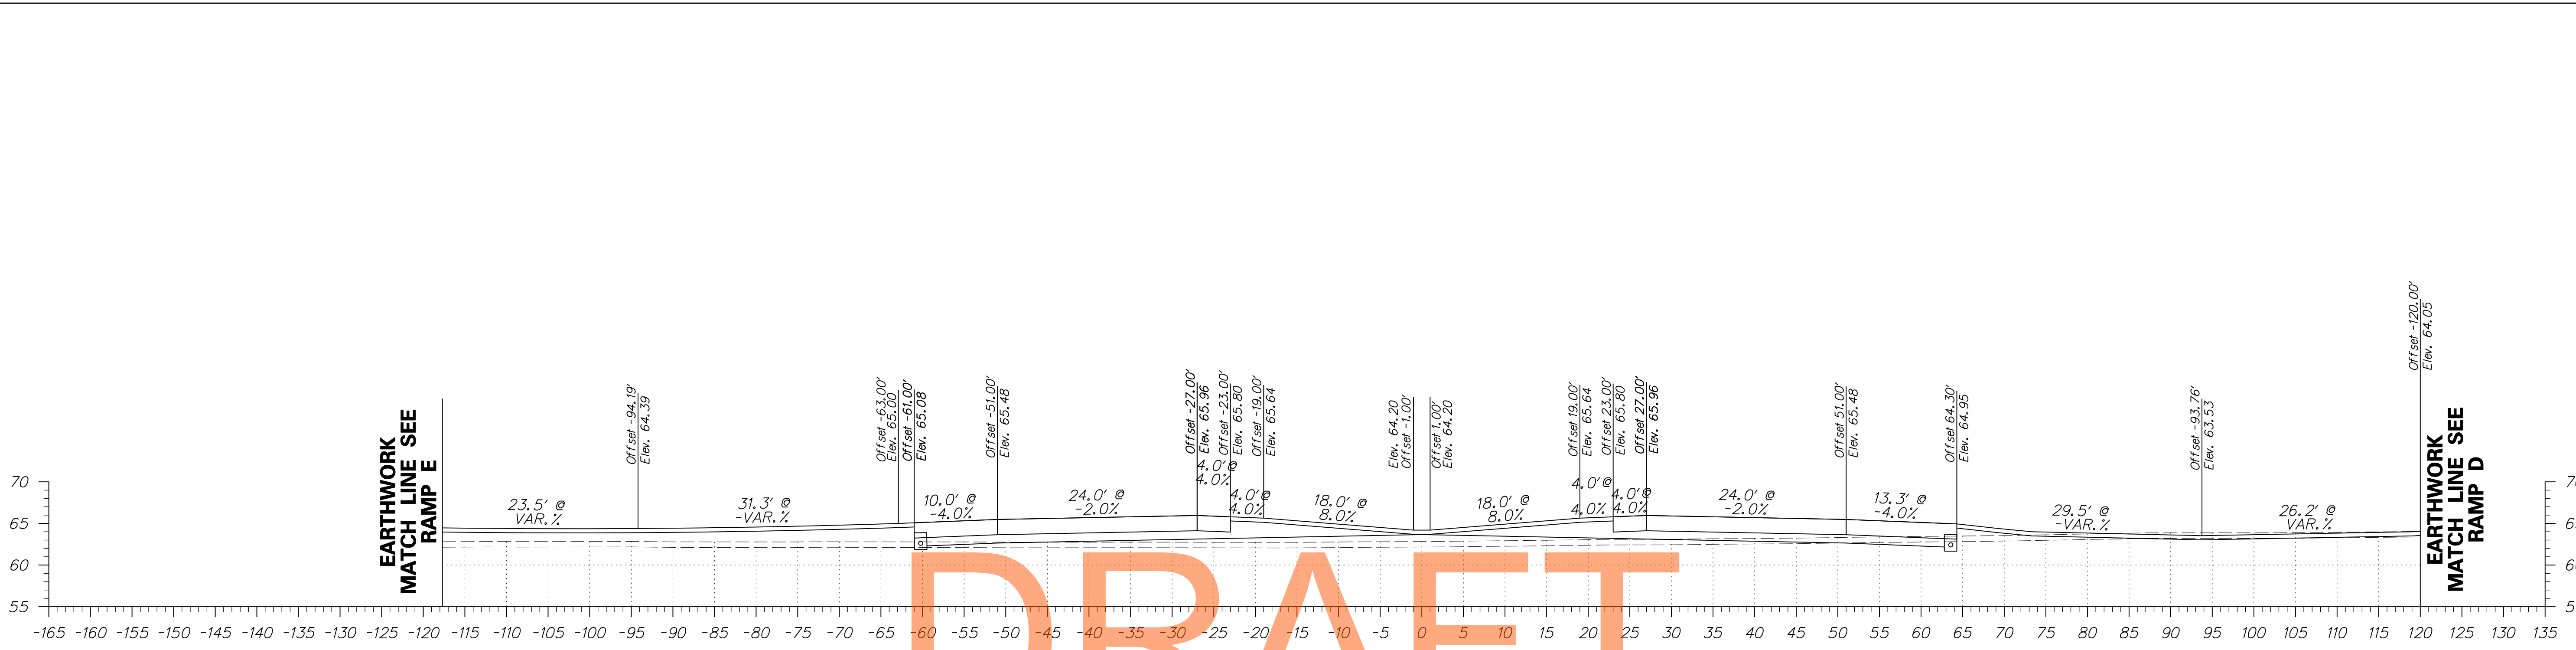 Offset -120.00'
Elev. 64.05
Offset -94.19'
Elev. 64.39
Offset -63.00'
Elev. 65.00
Offset -61.00'
Elev. 65.08
Offset -51.00'
Elev. 65.48
Offset -27.00'
Elev. 65.96
Offset -23.00'
Elev. 65.80
Offset -19.00'
Elev. 65.64
Elev. 64.20
Offset -1.00'
Offset 1.00'
Elev. 64.20
Offset 19.00'
Elev. 65.64
Offset 23.00'
Elev. 65.80
Offset 27.00'
Elev. 65.96
Offset 51.00'
Elev. 65.48
Offset 64.30'
Elev. 64.95
Offset -93.76'
Elev. 63.53
EARTHWORK
MATCH LINE SEE
RAMP E
EARTHWORK
MATCH LINE SEE
RAMP D
23.5' @
VAR.%
31.3' @
-VAR.%
10.0' @
-4.0%
24.0' @
-2.0%
4.0'@
4.0%
4.0'@
4.0%
18.0' @
8.0%
18.0' @
8.0%
4.0'@
4.0%
4.0'@
4.0%
24.0' @
-2.0%
13.3' @
-4.0%
29.5' @
-VAR.%
26.2' @
VAR.%
70
65
60
55
-165 -160 -155 -150 -145 -140 -135 -130 -125 -120 -115 -110 -105 -100 -95 -90 -85 -80 -75 -70 -65 -60 -55 -50 -45 -40 -35 -30 -25 -20 -15 -10 -5 0 5 10 15 20 25 30 35 40 45 50 55 60 65 70 75 80 85 90 95 100 105 110 115 120 125 130 135
DRAFT